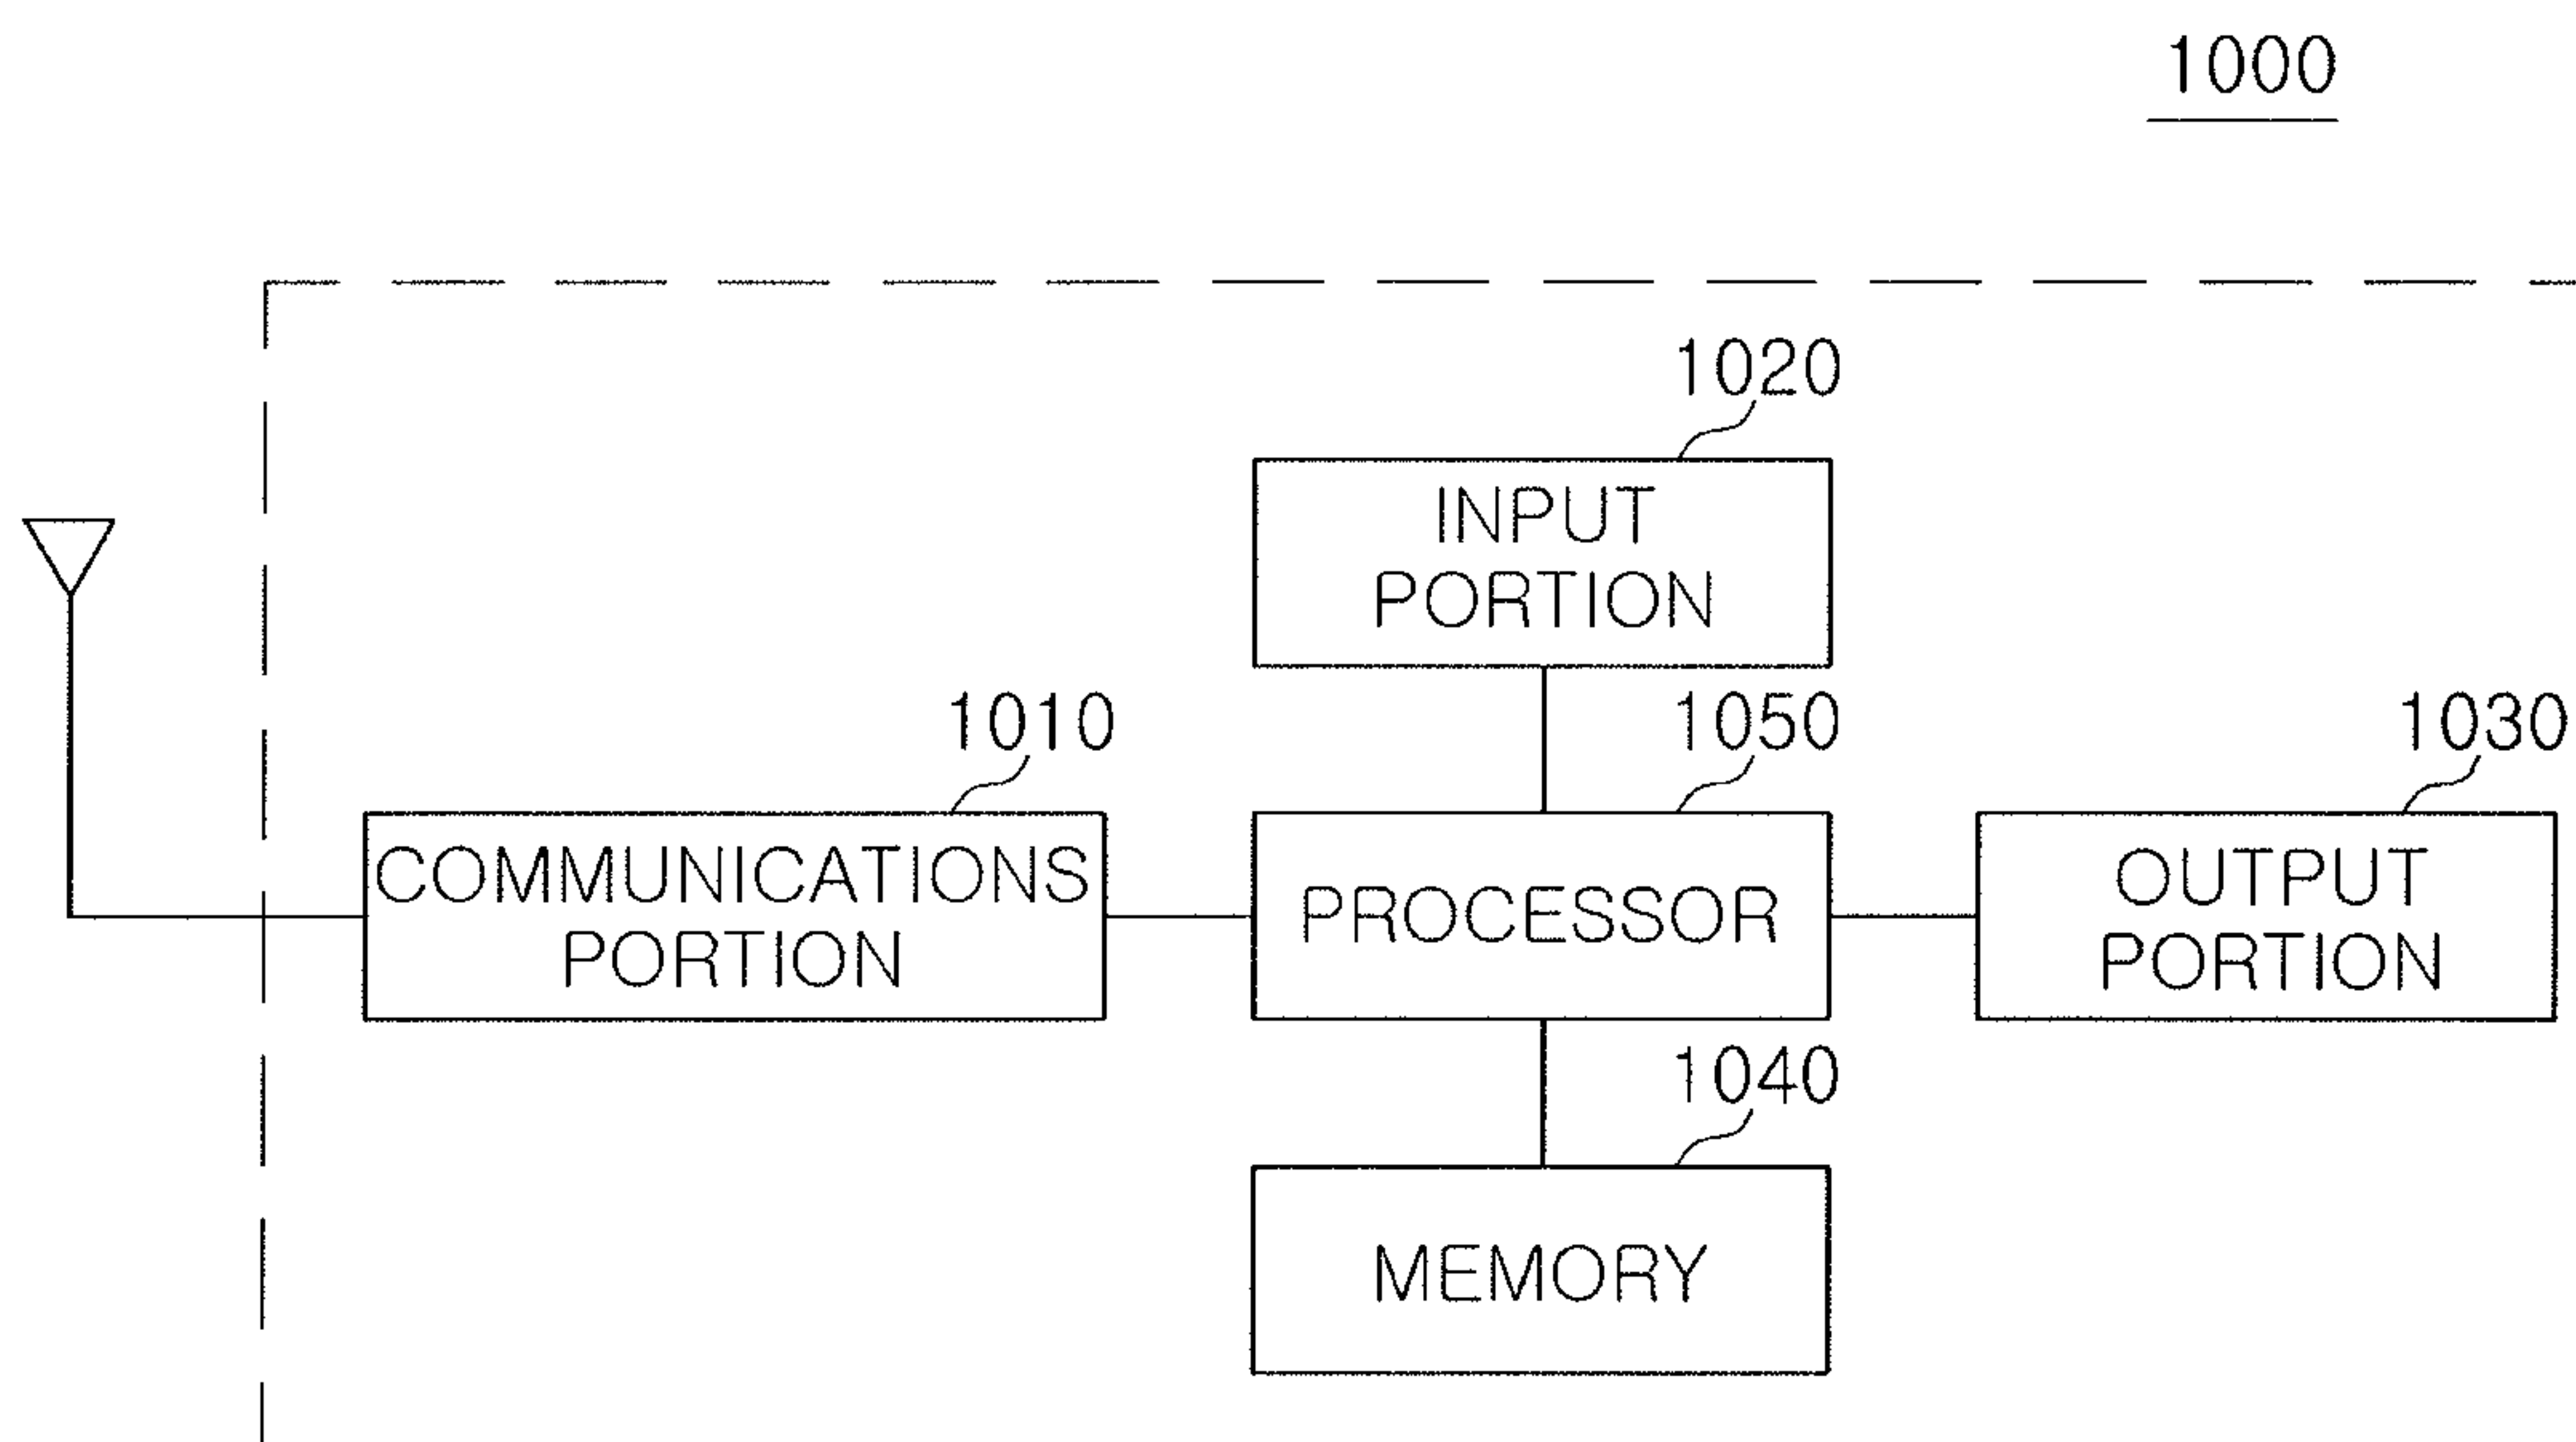 1000
1020
INPUT
PORTION
1010
1050
1030
COMMUNICATIONS
PORTION
PROCESSOR
OUTPUT
PORTION
1040
MEMORY